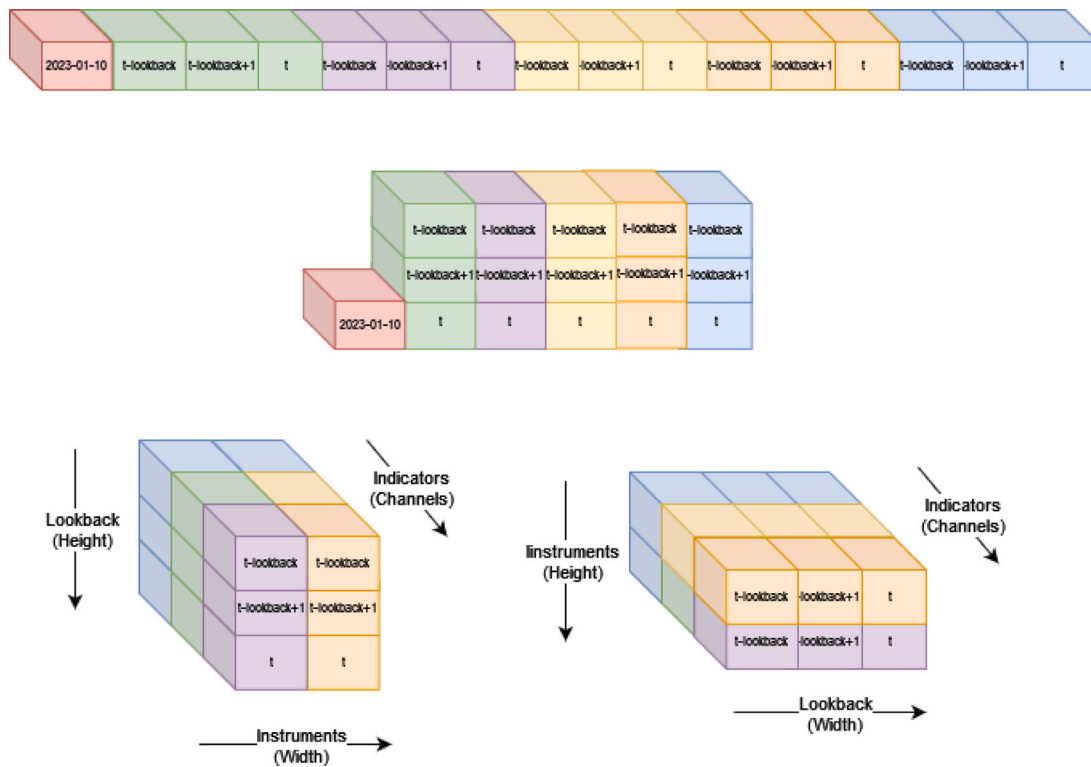 2023-01-10 t-lookback t-lookback+1 t t-lookback -lookback+1 t t-lookback -lookback+1 t t-lookback -lookback+1 t t-lookback -lookback+1 t
t-lookback t-lookback t-lookback t-lookback t-lookback
t-lookback+1 t-lookback+1 t-lookback+1 t-lookback+1 -lookback+1
2023-01-10 t t t t t
Lookback
(Height)
Indicators
(Channels)
t-lookback t-lookback
t-lookback+1 t-lookback+1
t t
Instruments
(Width)
Iinstruments
(Height)
Indicators
(Channels)
t-lookback -lookback+1 t
t-lookback -lookback+1 t
Lookback
(Width)